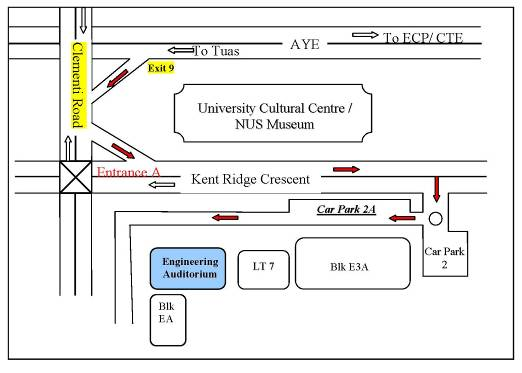 To ECP/ CTE
AYE
To Tuas
Exit 9
Clementi Road
University Cultural Centre /
NUS Museum
Entrance A
Kent Ridge Crescent
Car Park 2A
Car Park
2
Engineering
Auditorium
LT 7
Blk E3A
Blk
EA